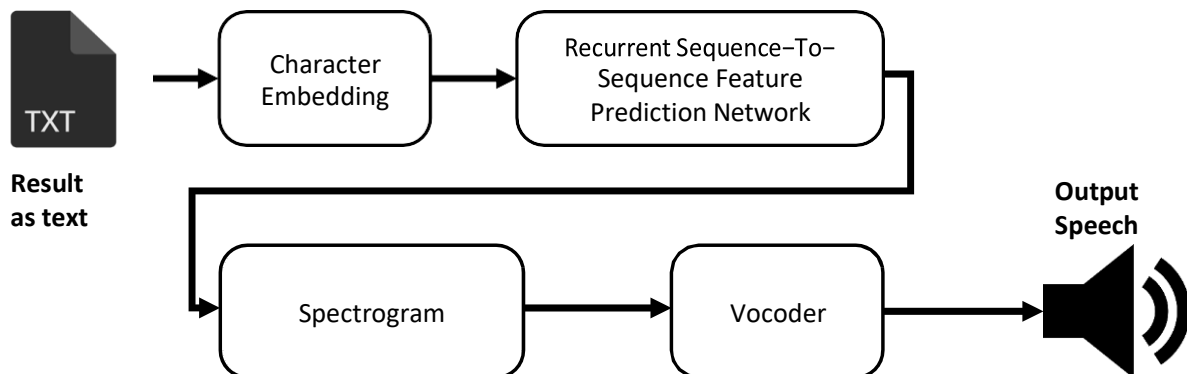 TXT
Result
as text
Character
Embedding
Recurrent Sequence-To-
Sequence Feature
Prediction Network
Spectrogram
Vocoder
Output
Speech